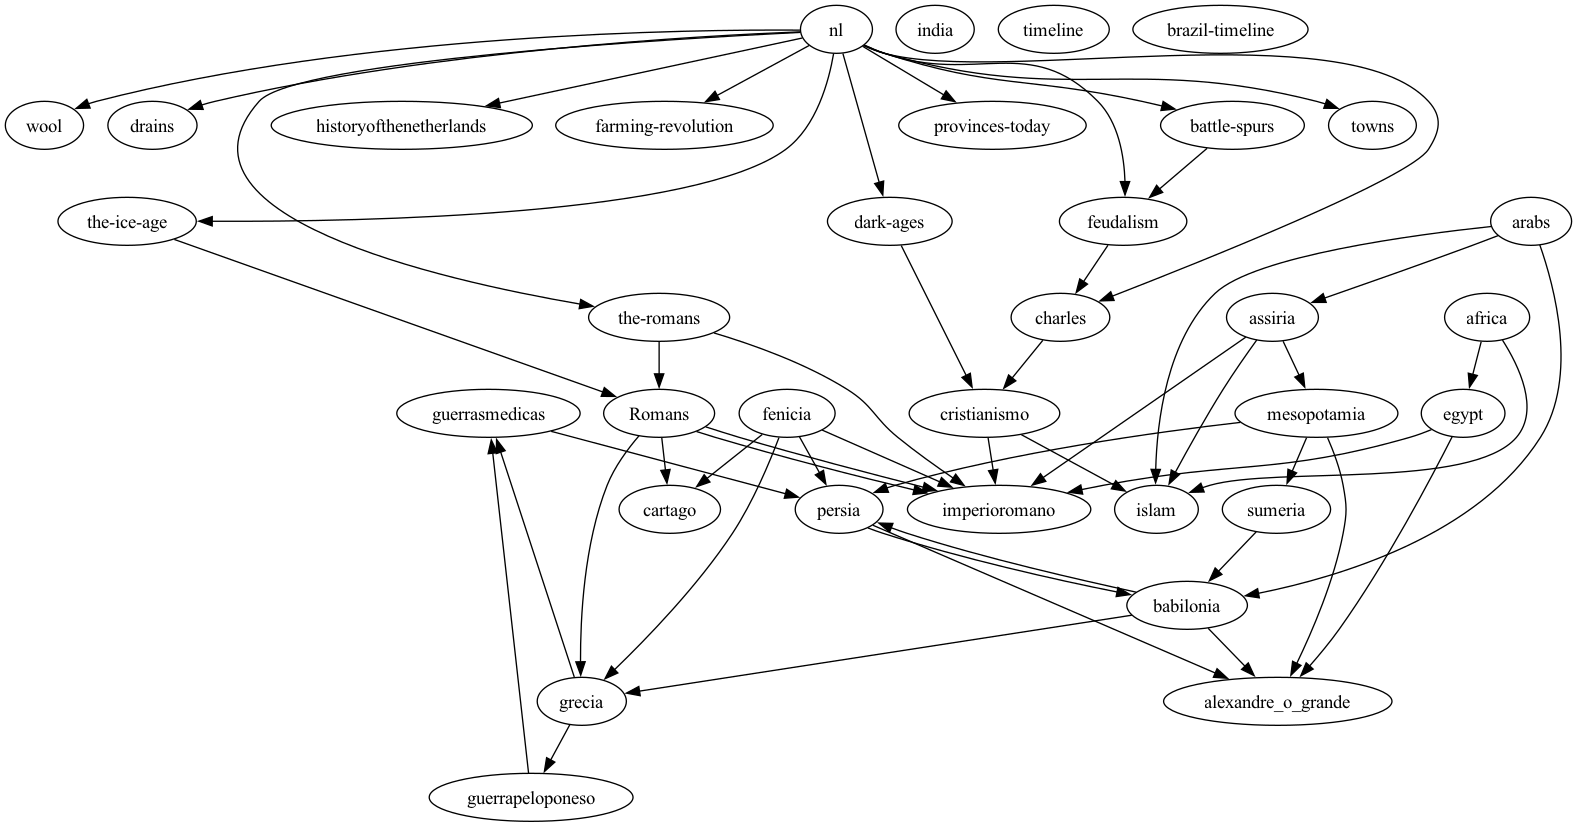 nl
india
timeline
brazil-timeline
wool
drains
historyofthenetherlands
farming-revolution
provinces-today
battle-spurs
towns
the-ice-age
dark-ages
feudalism
arabs
the-romans
charles
assiria
africa
guerrasmedicas
Romans
fenicia
cristianismo
mesopotamia
egypt
cartago
persia
imperioromano
islam
sumeria
babilonia
grecia
alexandre_o_grande
guerrapeloponeso